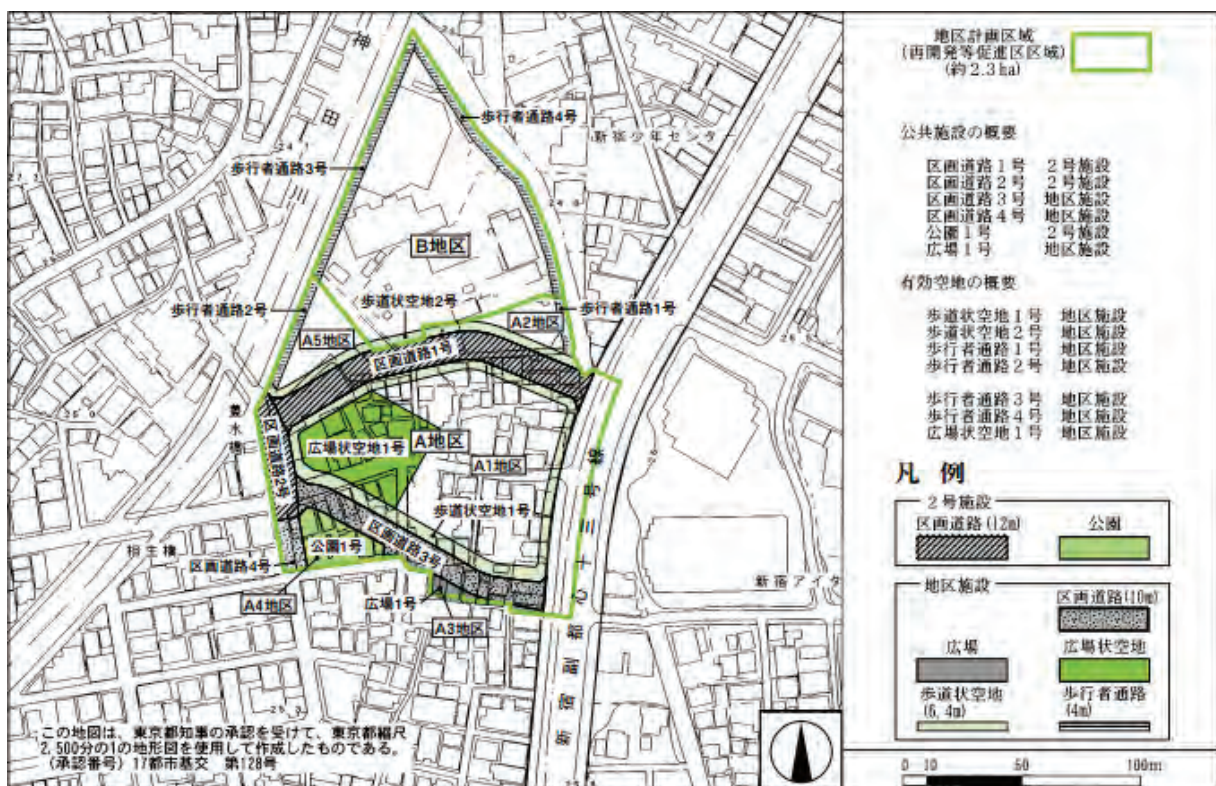 神田川
歩行者通路4号
新宿少年センタ
歩行者通路3号
B地区
歩道状空地2号
歩行者通路2号
歩行者通路1号
A5地区
A2地区
区画道路1号
豊水橋
区画道路2号
広場状空地1号
A地区
A1地区
歩道状空地1号
相生橋
区画道路3号
公園1号
区画道路4号
A4地区
広場1号
A3地区
新宿アイタ
新宿副都心十三号線
この地図は、東京都知事の承認を受けて、東京都縮尺
2,500分の1の地形図を使用して作成したものである。
(承認番号) 17都市基交 第128号
地区計画区域
(再開発等促進区区域)
(約2.3ha)
公共施設の概要
区画道路1号 2号施設
区画道路2号 2号施設
区画道路3号 地区施設
区画道路4号 地区施設
公園1号 2号施設
広場1号 地区施設
有効空地の概要
歩道状空地1号 地区施設
歩道状空地2号 地区施設
歩行者通路1号 地区施設
歩行者通路2号 地区施設
歩行者通路3号 地区施設
歩行者通路4号 地区施設
広場状空地1号 地区施設
凡例
2号施設
区画道路(12m) 公園
地区施設
区画道路(10m)
広場 広場状空地
歩道状空地 歩行者通路
(6,4m) (4m)
0 10 50 100m